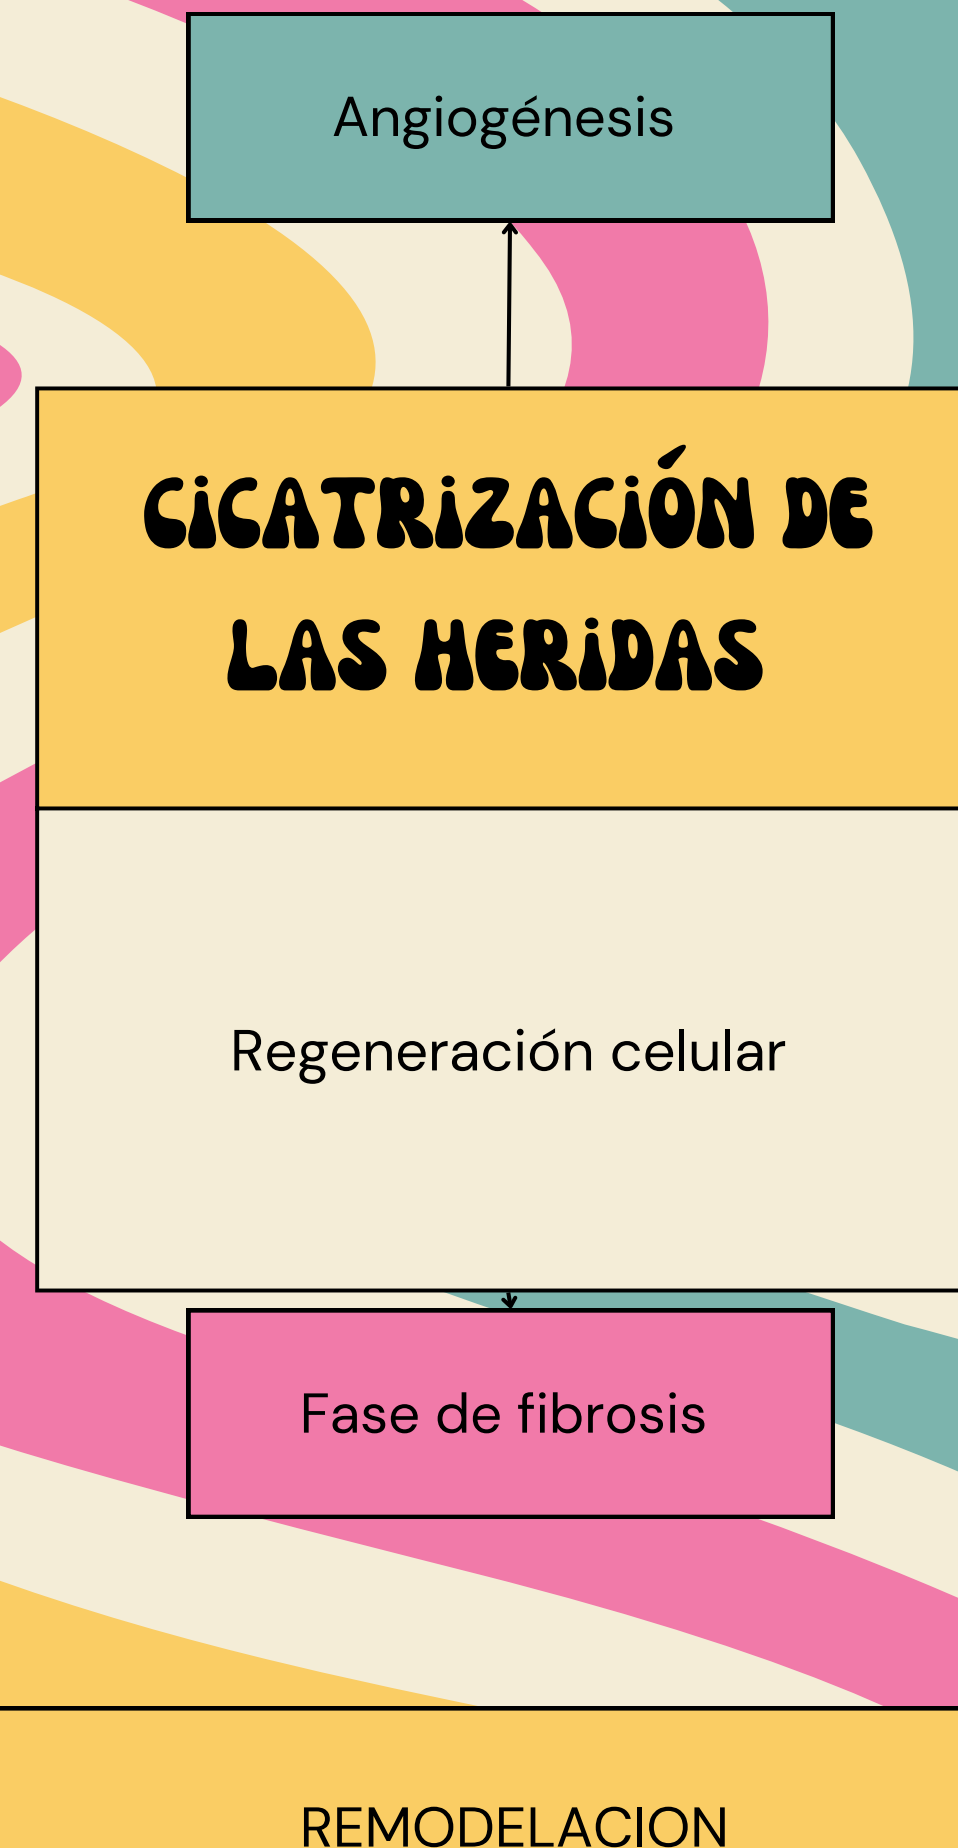 Angiogénesis
CiCATRiZACiÓN DE
LAS HERiDAS
Regeneración celular
Fase de fibrosis
REMODELACION